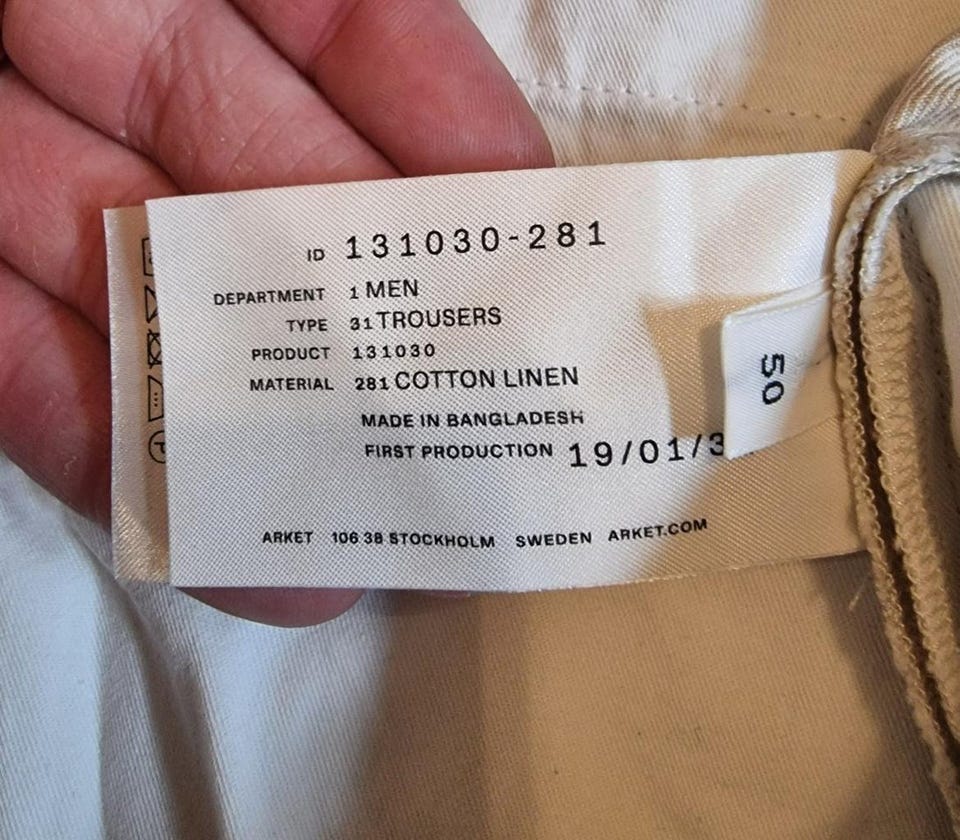 ID 131030-281
DEPARTMENT 1 MEN
TYPE 31 TROUSERS
PRODUCT 131030
MATERIAL 281 COTTON LINEN
MADE IN BANGLADESH
FIRST PRODUCTION 19/01/3
ARKET 106 38 STOCKHOLM SWEDEN ARKET.COM
50